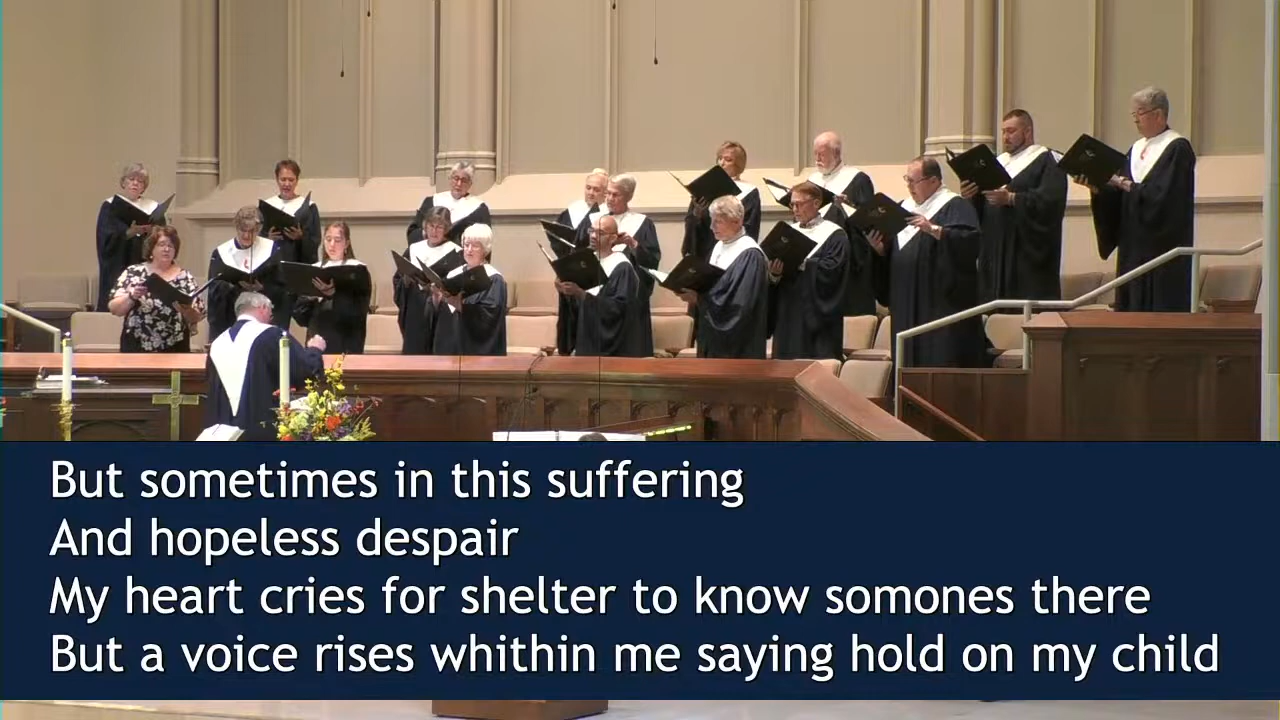 But sometimes in this suffering
And hopeless despair
My heart cries for shelter to know somones there
But a voice rises whithin me saying hold on my child